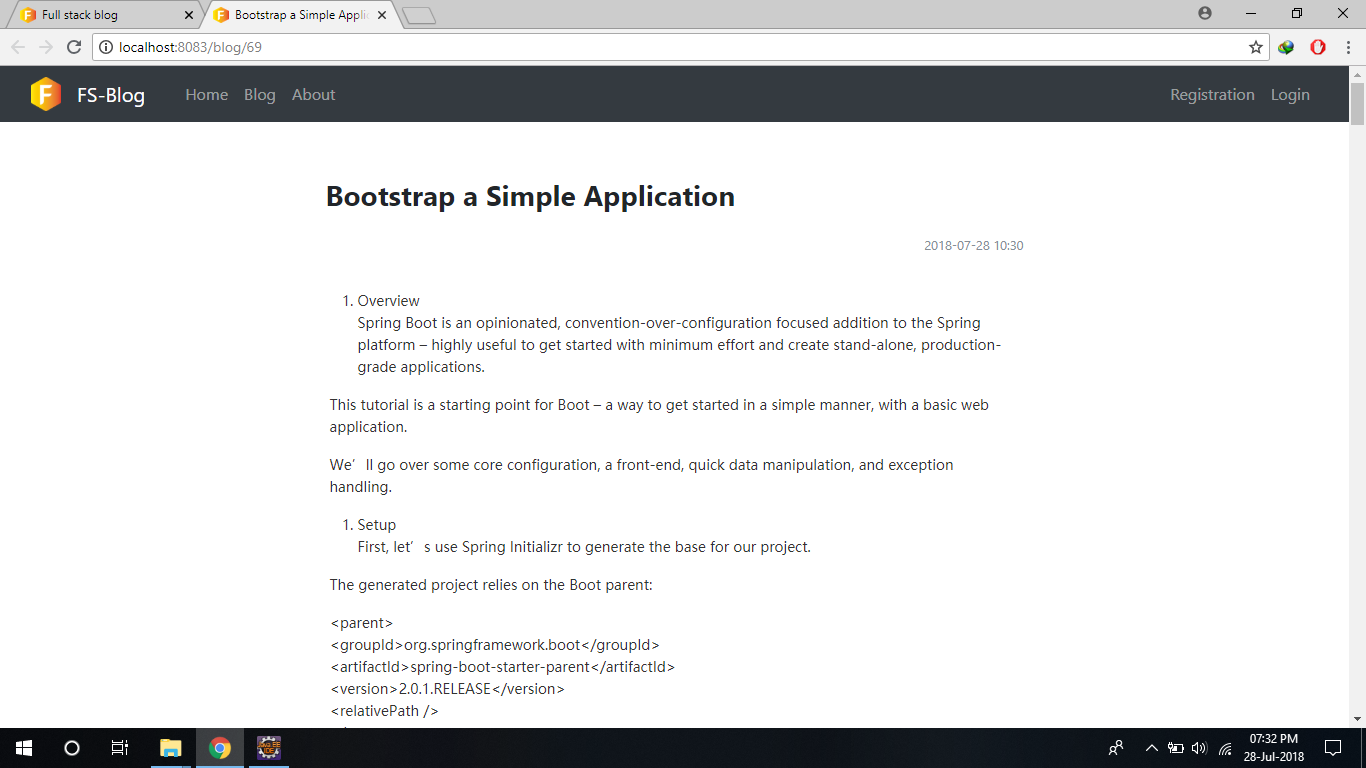 Full stack blog
Bootstrap a Simple Appli
localhost:8083/blog/69
F
FS-Blog
Home
Blog
About
Registration
Login
Bootstrap a Simple Application
2018-07-28 10:30
1. Overview
Spring Boot is an opinionated, convention-over-configuration focused addition to the Spring
platform – highly useful to get started with minimum effort and create stand-alone, production-
grade applications.
This tutorial is a starting point for Boot – a way to get started in a simple manner, with a basic web
application.
We’ll go over some core configuration, a front-end, quick data manipulation, and exception
handling.
1. Setup
First, let’s use Spring Initializr to generate the base for our project.
The generated project relies on the Boot parent:
<parent>
<groupId>org.springframework.boot</groupId>
<artifactId>spring-boot-starter-parent</artifactId>
<version>2.0.1.RELEASE</version>
<relativePath />
07:32 PM
28-Jul-2018